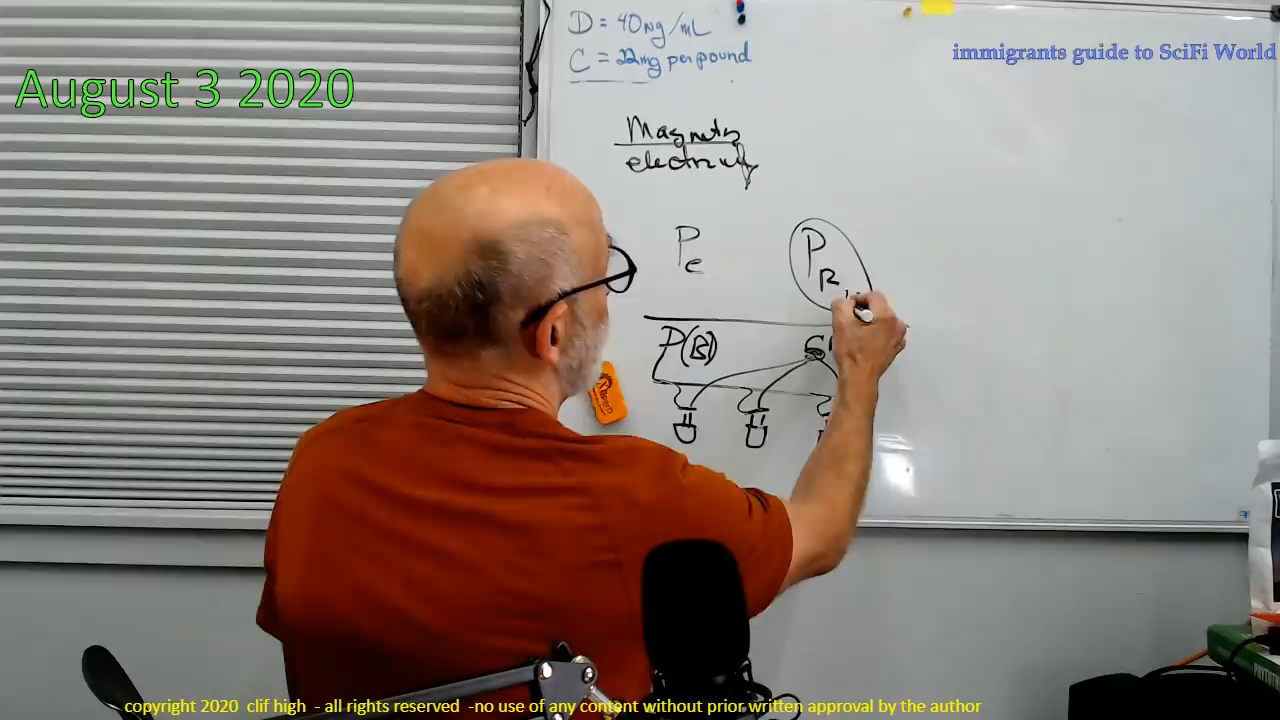 D = 40ng/mL
C = 22mg per pound
immigrants guide to SciFi World
August 3 2020
Magneto
electricity
Pe
PR
P(B)
copyright 2020 clif high - all rights reserved -no use of any content without prior written approval by the author